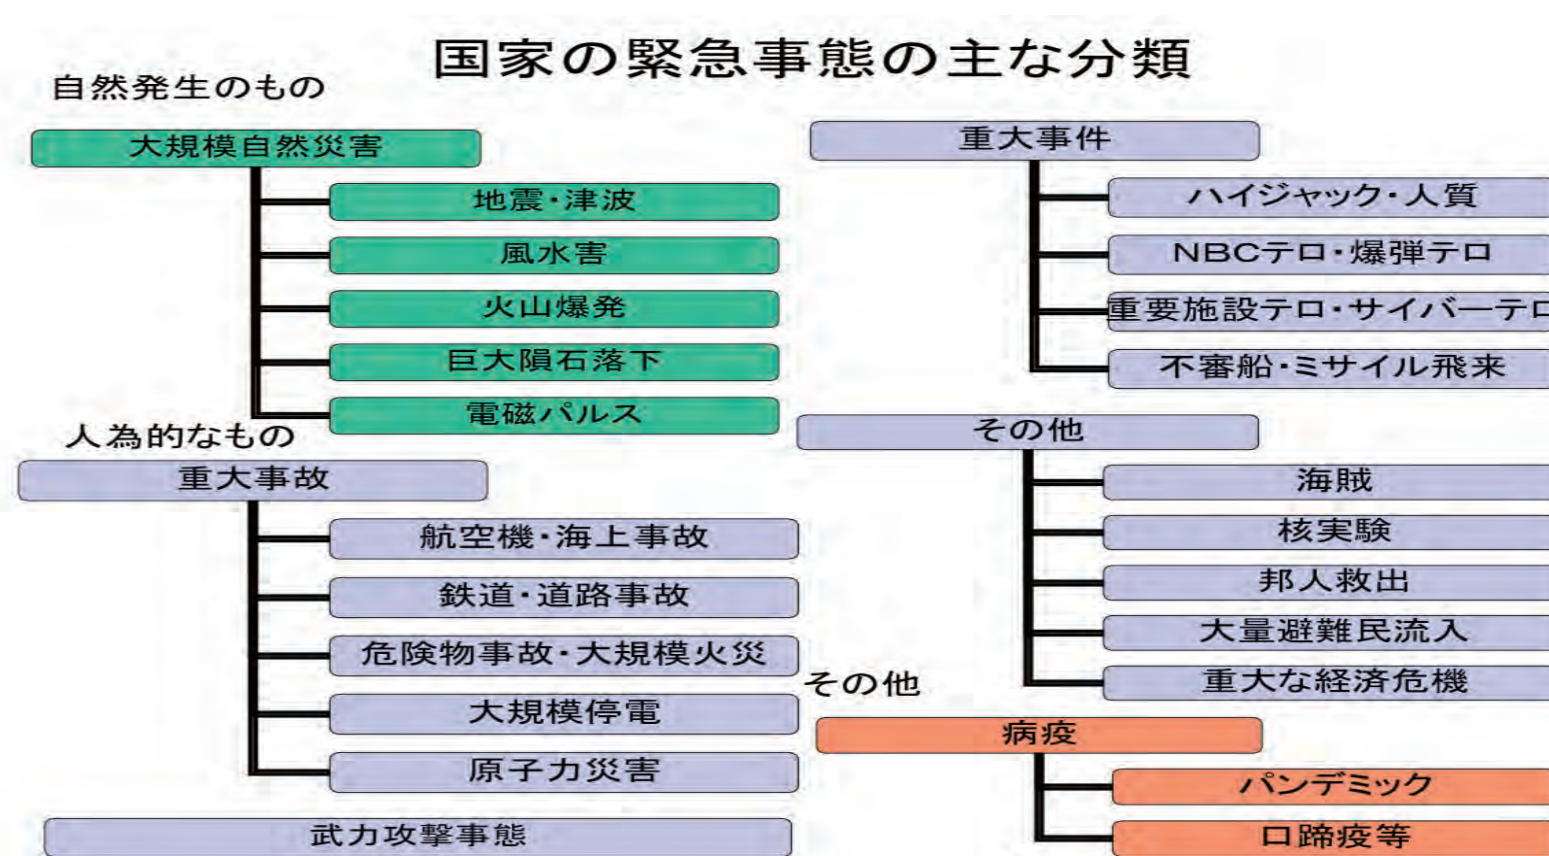 国家の緊急事態の主な分類
自然発生のもの
大規模自然災害
地震・津波
風水害
火山爆発
巨大隕石落下
電磁パルス
人為的なもの
重大事故
航空機・海上事故
鉄道・道路事故
危険物事故・大規模火災
大規模停電
原子力災害
武力攻撃事態
重大事件
ハイジャック・人質
NBCテロ・爆弾テロ
重要施設テロ・サイバーテロ
不審船・ミサイル飛来
その他
海賊
核実験
邦人救出
大量避難民流入
重大な経済危機
その他
病疫
パンデミック
口蹄疫等